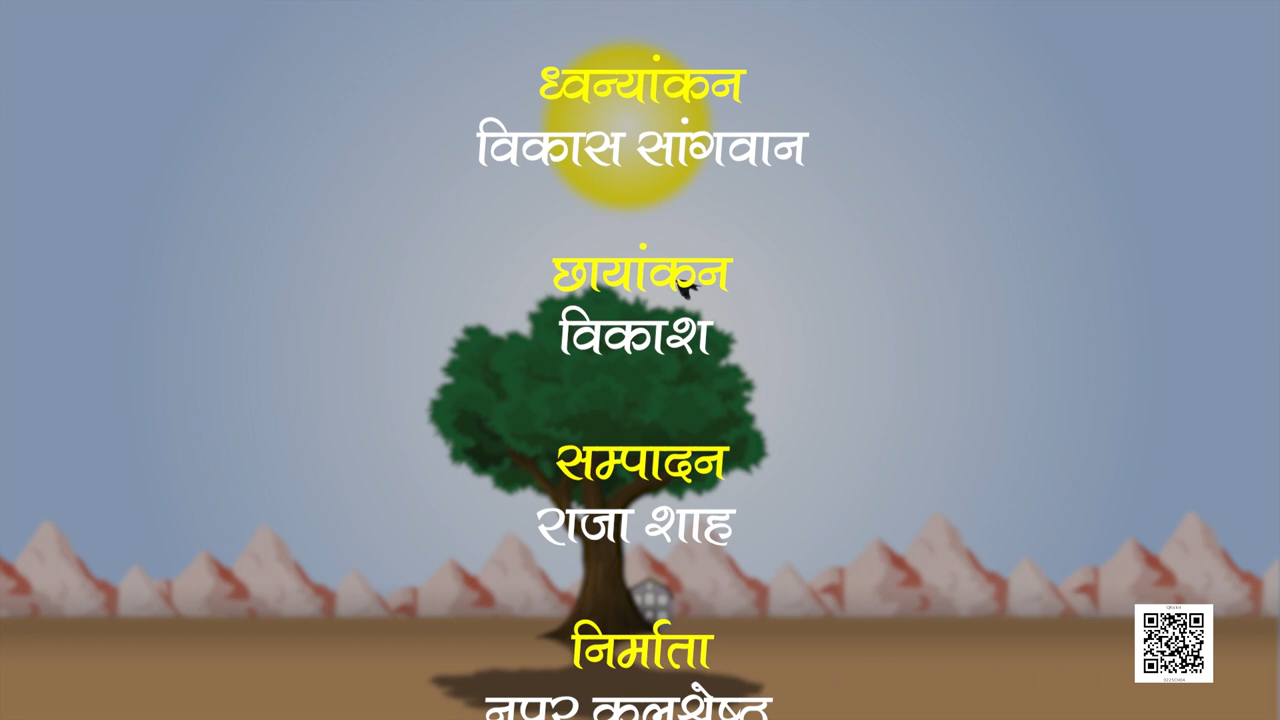 ध्वन्यांकन
विकास सांगवान
छायांकन
विकाश
सम्पादन
राजा शाह
निर्माता